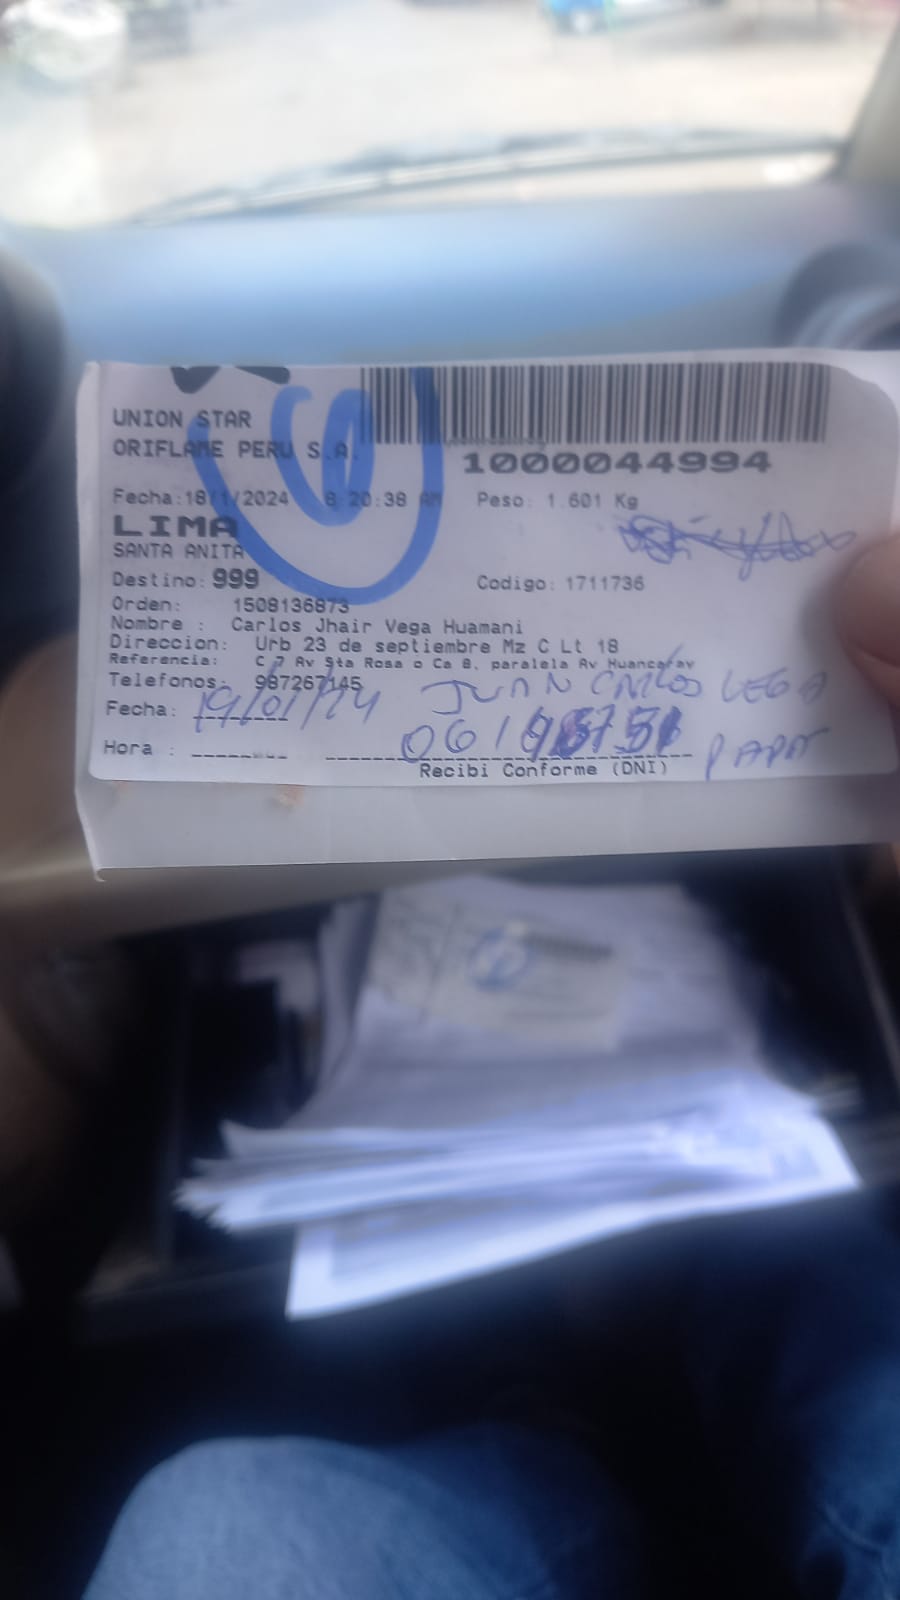 UNION STAR
ORIFLAME PERU S.A.
1000044994
Fecha:18/1/2024 8:20:38 AM Peso: 1.601 Kg
LIMA
SANTA ANITA
Destino: 999 Codigo: 1711736
Orden: 1508136873
Nombre : Carlos Jhair Vega Huamani
Direccion: Urb 23 de septiembre Mz C Lt 18
Referencia: C 7 Av Sta Rosa o Ca 8, paralela Av Huancaray
Telefonos: 987267145
JUAN CARLOS VEGA
Fecha: 19/01/24
Hora : PAPA
Recibi Conforme (DNI)